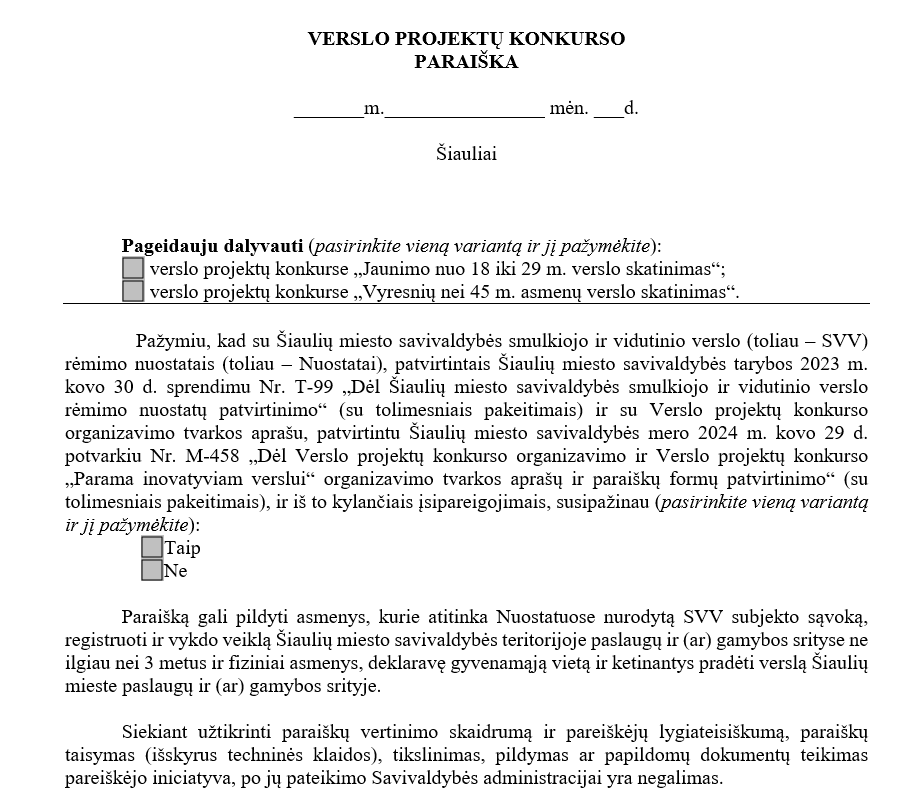 VERSLO PROJEKTŲ KONKURSO
PARAIŠKA
_______m.________________ mėn. ___d.
Šiauliai
Pageidauju dalyvauti (pasirinkite vieną variantą ir jį pažymėkite):
verslo projektų konkurse „Jaunimo nuo 18 iki 29 m. verslo skatinimas“;
verslo projektų konkurse „Vyresnių nei 45 m. asmenų verslo skatinimas“.
Pažymiu, kad su Šiaulių miesto savivaldybės smulkiojo ir vidutinio verslo (toliau – SVV)
rėmimo nuostatais (toliau – Nuostatai), patvirtintais Šiaulių miesto savivaldybės tarybos 2023 m.
kovo 30 d. sprendimu Nr. T-99 „Dėl Šiaulių miesto savivaldybės smulkiojo ir vidutinio verslo
rėmimo nuostatų patvirtinimo“ (su tolimesniais pakeitimais) ir su Verslo projektų konkurso
organizavimo tvarkos aprašu, patvirtintu Šiaulių miesto savivaldybės mero 2024 m. kovo 29 d.
potvarkiu Nr. M-458 „Dėl Verslo projektų konkurso organizavimo ir Verslo projektų konkurso
„Parama inovatyviam verslui“ organizavimo tvarkos aprašų ir paraiškų formų patvirtinimo“ (su
tolimesniais pakeitimais), ir iš to kylančiais įsipareigojimais, susipažinau (pasirinkite vieną variantą
ir jį pažymėkite):
Taip
Ne
Paraišką gali pildyti asmenys, kurie atitinka Nuostatuose nurodytą SVV subjekto sąvoką,
registruoti ir vykdo veiklą Šiaulių miesto savivaldybės teritorijoje paslaugų ir (ar) gamybos srityse ne
ilgiau nei 3 metus ir fiziniai asmenys, deklaravę gyvenamąją vietą ir ketinantys pradėti verslą Šiaulių
mieste paslaugų ir (ar) gamybos srityje.
Siekiant užtikrinti paraiškų vertinimo skaidrumą ir pareiškėjų lygiateisiškumą, paraiškų
taisymas (išskyrus techninės klaidos), tikslinimas, pildymas ar papildomų dokumentų teikimas
pareiškėjo iniciatyva, po jų pateikimo Savivaldybės administracijai yra negalimas.